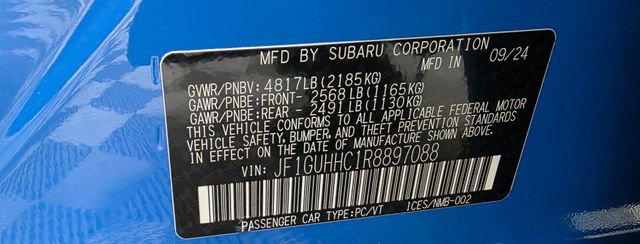 MFD BY SUBARU CORPORATION
MFD IN 09/24
GVWR/PNBV: 4817LB(2185KG)
GAWR/PNBE:FRONT- 2568LB(1165KG)
GAWR/PNBE:REAR - 2491LB(1130KG)
THIS VEHICLE CONFORMS TO ALL APPLICABLE FEDERAL MOTOR
VEHICLE SAFETY, BUMPER, AND THEFT PREVENTION STANDARDS
IN EFFECT ON THE DATE OF MANUFACTURE SHOWN ABOVE.
VIN: JF1GUHHC1R8897088
PASSENGER CAR TYPE:PC/VT ICES/NMB-002